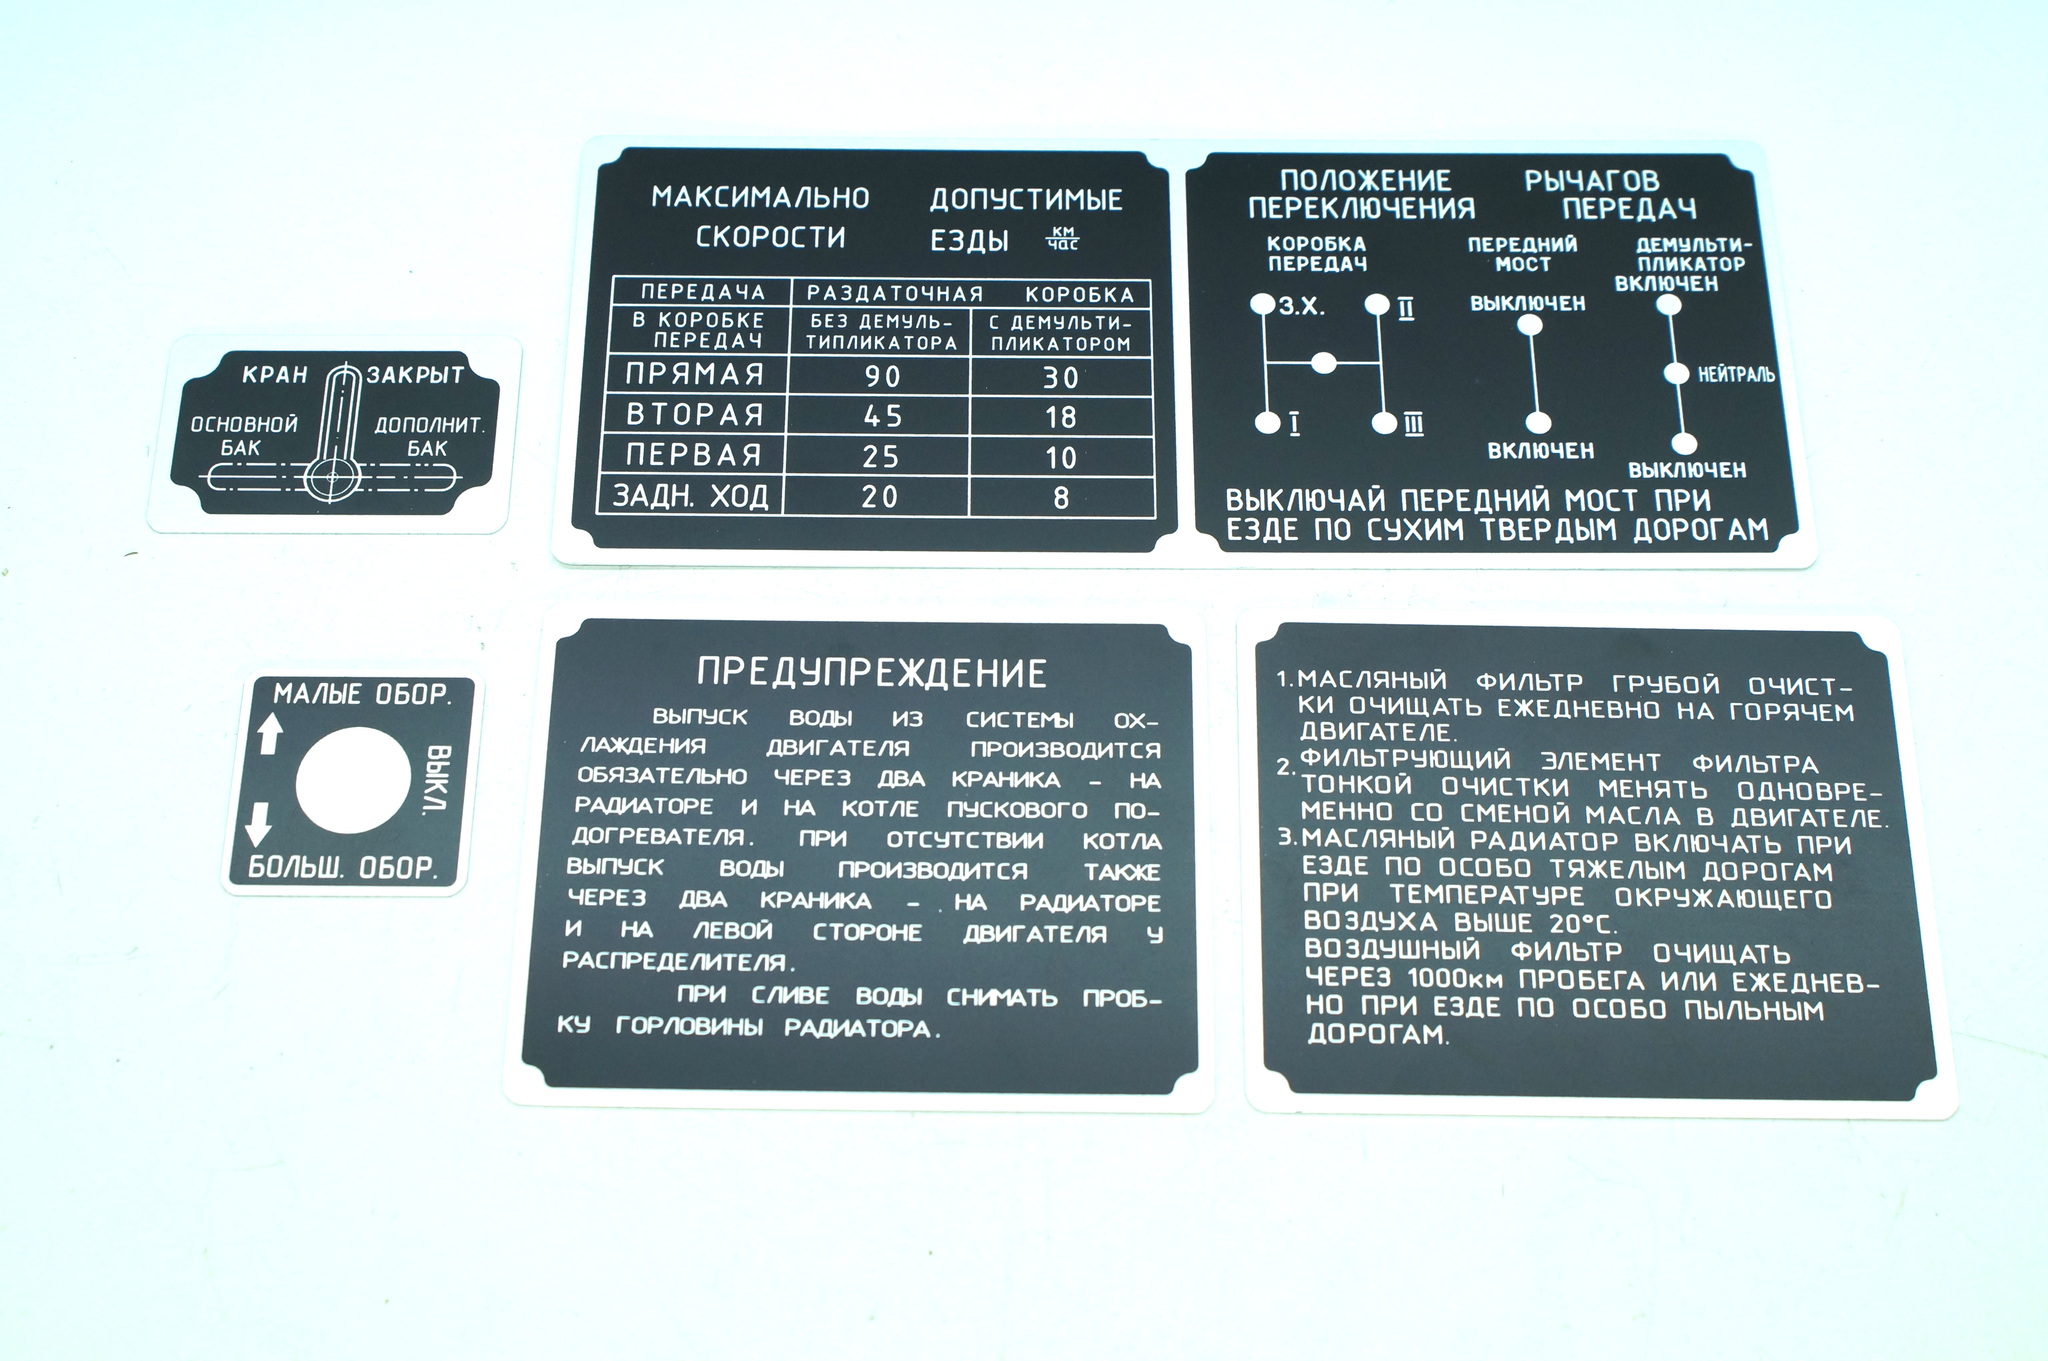 КРАН ЗАКРЫТ
ОСНОВНОЙ БАК
ДОПОЛНИТ. БАК
МАКСИМАЛЬНО ДОПУСТИМЫЕ
СКОРОСТИ ЕЗДЫ км/час
ПЕРЕДАЧА РАЗДАТОЧНАЯ КОРОБКА
В КОРОБКЕ БЕЗ ДЕМУЛЬ- С ДЕМУЛЬТИ-
ПЕРЕДАЧ ТИПЛИКАТОРА ПЛИКАТОРОМ
ПРЯМАЯ 90 30
ВТОРАЯ 45 18
ПЕРВАЯ 25 10
ЗАДН. ХОД 20 8
ПОЛОЖЕНИЕ РЫЧАГОВ
ПЕРЕКЛЮЧЕНИЯ ПЕРЕДАЧ
КОРОБКА ПЕРЕДНИЙ ДЕМУЛЬТИ-
ПЕРЕДАЧ МОСТ ПЛИКАТОР
З.Х. II ВЫКЛЮЧЕН ВКЛЮЧЕН
НЕЙТРАЛЬ
I III ВКЛЮЧЕН ВЫКЛЮЧЕН
ВЫКЛЮЧАЙ ПЕРЕДНИЙ МОСТ ПРИ
ЕЗДЕ ПО СУХИМ ТВЕРДЫМ ДОРОГАМ
МАЛЫЕ ОБОР.
ВЫКЛ.
БОЛЬШ. ОБОР.
ПРЕДУПРЕЖДЕНИЕ
ВЫПУСК ВОДЫ ИЗ СИСТЕМЫ ОХ-
ЛАЖДЕНИЯ ДВИГАТЕЛЯ ПРОИЗВОДИТСЯ
ОБЯЗАТЕЛЬНО ЧЕРЕЗ ДВА КРАНИКА - НА
РАДИАТОРЕ И НА КОТЛЕ ПУСКОВОГО ПО-
ДОГРЕВАТЕЛЯ. ПРИ ОТСУТСТВИИ КОТЛА
ВЫПУСК ВОДЫ ПРОИЗВОДИТСЯ ТАКЖЕ
ЧЕРЕЗ ДВА КРАНИКА - . НА РАДИАТОРЕ
И НА ЛЕВОЙ СТОРОНЕ ДВИГАТЕЛЯ У
РАСПРЕДЕЛИТЕЛЯ.
ПРИ СЛИВЕ ВОДЫ СНИМАТЬ ПРОБ-
КУ ГОРЛОВИНЫ РАДИАТОРА.
1. МАСЛЯНЫЙ ФИЛЬТР ГРУБОЙ ОЧИСТ-
КИ ОЧИЩАТЬ ЕЖЕДНЕВНО НА ГОРЯЧЕМ
ДВИГАТЕЛЕ.
2. ФИЛЬТРУЮЩИЙ ЭЛЕМЕНТ ФИЛЬТРА
ТОНКОЙ ОЧИСТКИ МЕНЯТЬ ОДНОВРЕ-
МЕННО СО СМЕНОЙ МАСЛА В ДВИГАТЕЛЕ.
3. МАСЛЯНЫЙ РАДИАТОР ВКЛЮЧАТЬ ПРИ
ЕЗДЕ ПО ОСОБО ТЯЖЕЛЫМ ДОРОГАМ
ПРИ ТЕМПЕРАТУРЕ ОКРУЖАЮЩЕГО
ВОЗДУХА ВЫШЕ 20°С.
ВОЗДУШНЫЙ ФИЛЬТР ОЧИЩАТЬ
ЧЕРЕЗ 1000км ПРОБЕГА ИЛИ ЕЖЕДНЕВ-
НО ПРИ ЕЗДЕ ПО ОСОБО ПЫЛЬНЫМ
ДОРОГАМ.